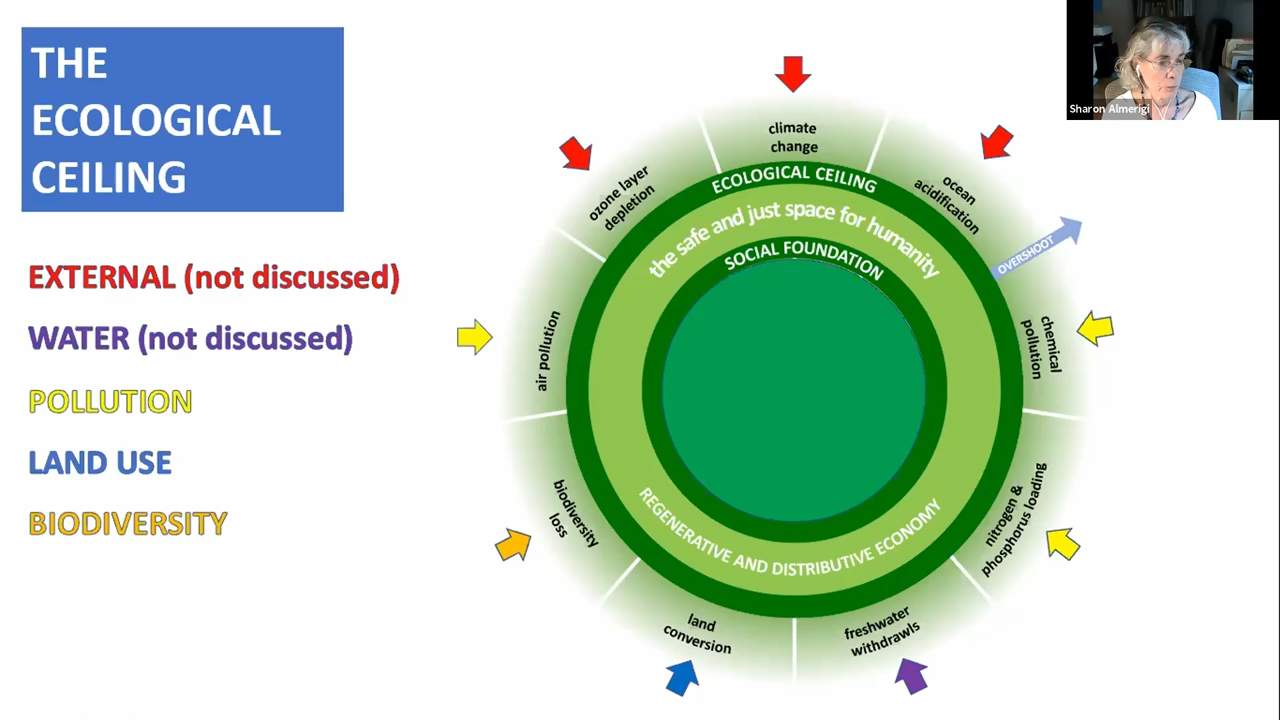 THE
ECOLOGICAL
CEILING
EXTERNAL (not discussed)
WATER (not discussed)
POLLUTION
LAND USE
BIODIVERSITY
climate
change
ocean
acidification
OVERSHOOT
chemical
pollution
nitrogen &
phosphorus loading
freshwater
withdrawls
land
conversion
biodiversity
loss
air pollution
ozone layer
depletion
ECOLOGICAL CEILING
the safe and just space for humanity
SOCIAL FOUNDATION
REGENERATIVE AND DISTRIBUTIVE ECONOMY
Sharon Almerigi